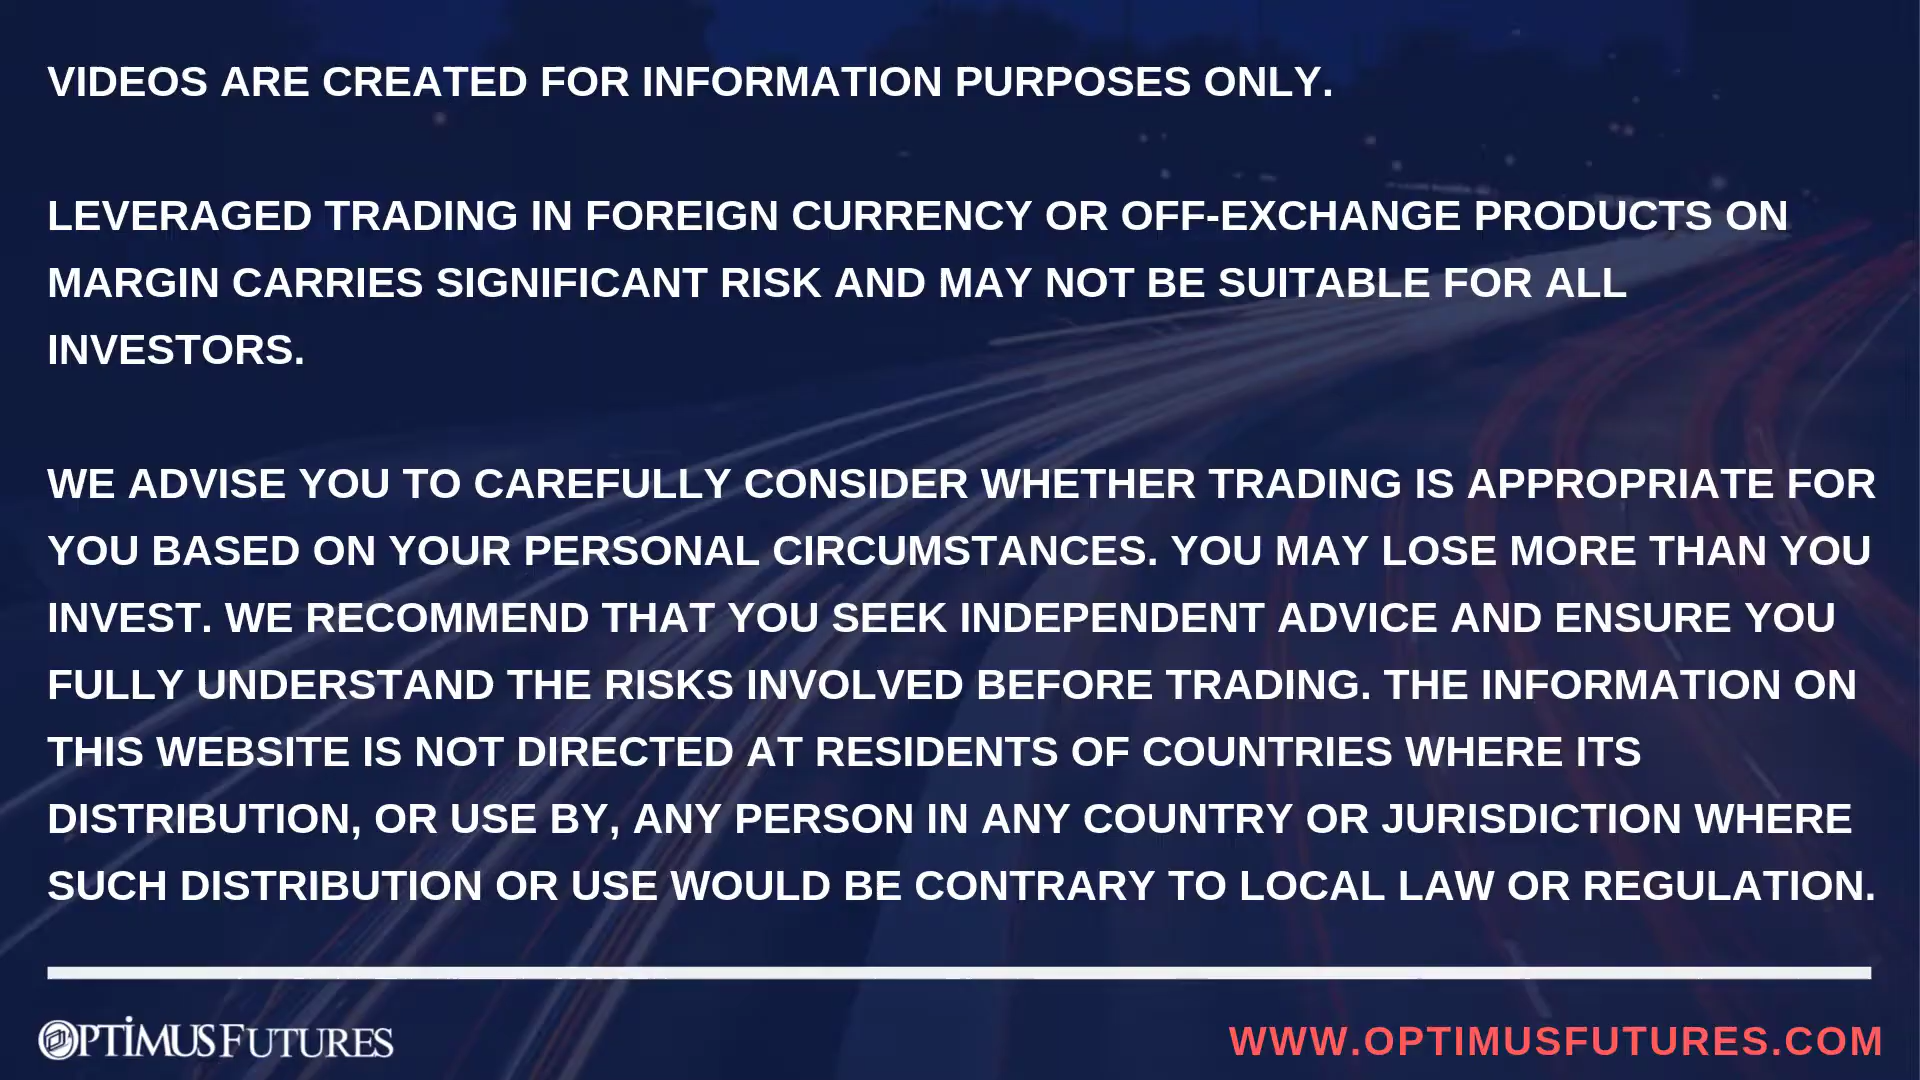 VIDEOS ARE CREATED FOR INFORMATION PURPOSES ONLY.
LEVERAGED TRADING IN FOREIGN CURRENCY OR OFF-EXCHANGE PRODUCTS ON
MARGIN CARRIES SIGNIFICANT RISK AND MAY NOT BE SUITABLE FOR ALL
INVESTORS.
WE ADVISE YOU TO CAREFULLY CONSIDER WHETHER TRADING IS APPROPRIATE FOR
YOU BASED ON YOUR PERSONAL CIRCUMSTANCES. YOU MAY LOSE MORE THAN YOU
INVEST. WE RECOMMEND THAT YOU SEEK INDEPENDENT ADVICE AND ENSURE YOU
FULLY UNDERSTAND THE RISKS INVOLVED BEFORE TRADING. THE INFORMATION ON
THIS WEBSITE IS NOT DIRECTED AT RESIDENTS OF COUNTRIES WHERE ITS
DISTRIBUTION, OR USE BY, ANY PERSON IN ANY COUNTRY OR JURISDICTION WHERE
SUCH DISTRIBUTION OR USE WOULD BE CONTRARY TO LOCAL LAW OR REGULATION.
OPTIMUS FUTURES
WWW.OPTIMUSFUTURES.COM